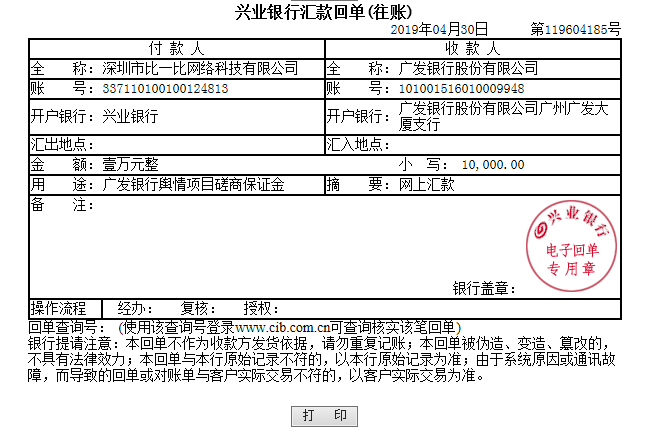 兴业银行汇款回单(往账)
2019年04月30日 第119604185号
付 款 人 收 款 人
全 称：深圳市比一比网络科技有限公司 全 称：广发银行股份有限公司
账 号：337110100100124813 账 号：101001516010009948
开户银行：兴业银行 开户银行：广发银行股份有限公司广州广发大
厦支行
汇出地点： 汇入地点：
金 额：壹万元整 小 写： 10,000.00
用 途：广发银行舆情项目磋商保证金 摘 要：网上汇款
备 注：
兴业银行
电子回单
专用章
银行盖章：
操作流程 经办： 复核： 授权：
回单查询号： (使用该查询号登录www.cib.com.cn可查询核实该笔回单)
银行提请注意：本回单不作为收款方发货依据，请勿重复记账；本回单被伪造、变造、篡改的，
不具有法律效力；本回单与本行原始记录不符的，以本行原始记录为准；由于系统原因或通讯故
障，而导致的回单或对账单与客户实际交易不符的，以客户实际交易为准。
打 印